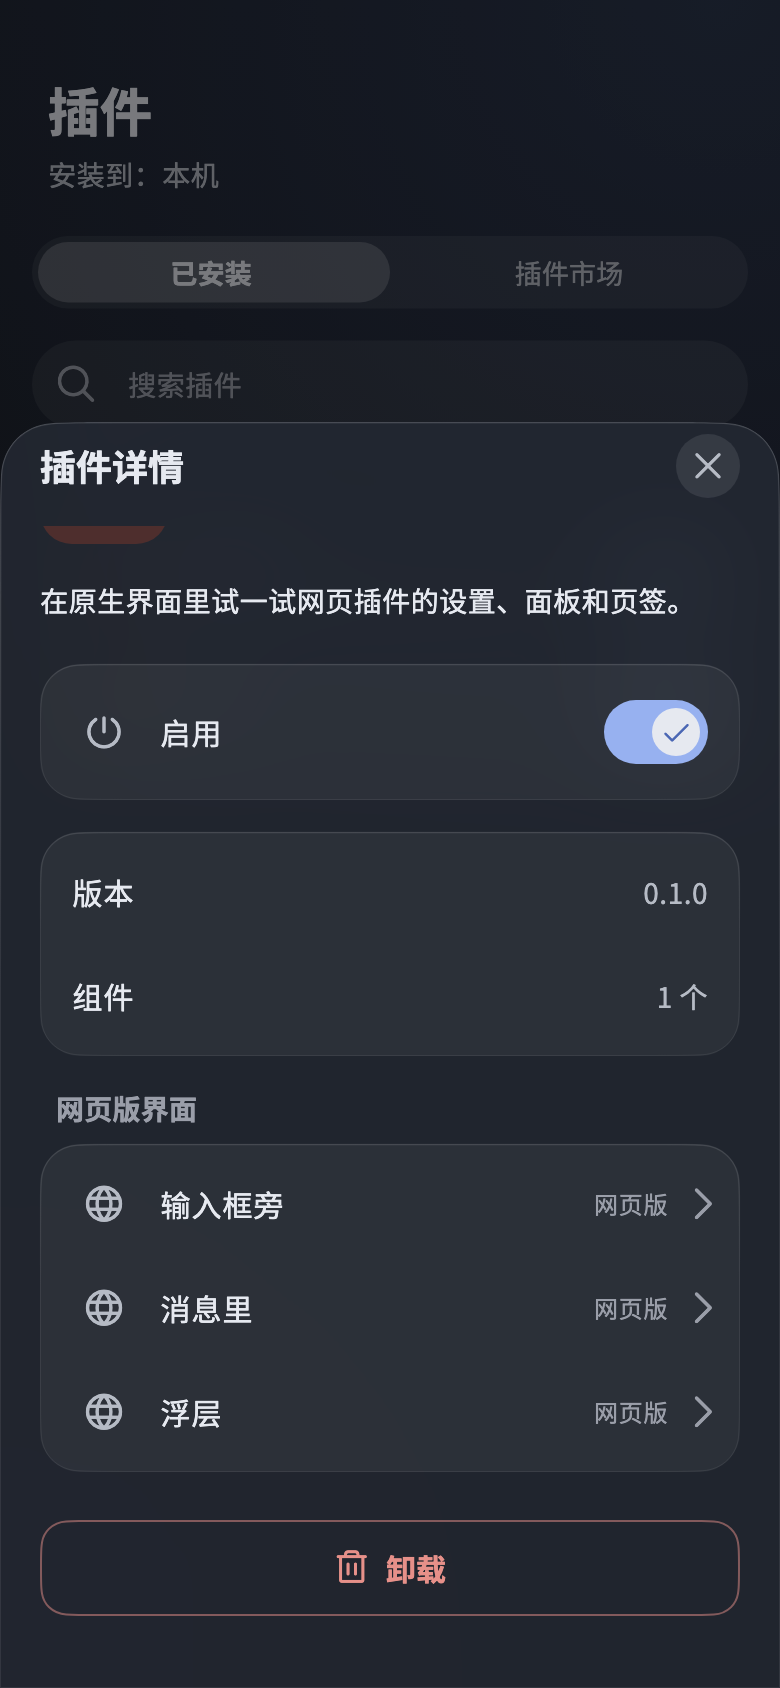 插件
安装到：本机
已安装
插件市场
搜索插件
插件详情
在原生界面里试一试网页插件的设置、面板和页签。
启用
版本
0.1.0
组件
1 个
网页版界面
输入框旁
网页版
消息里
网页版
浮层
网页版
卸载